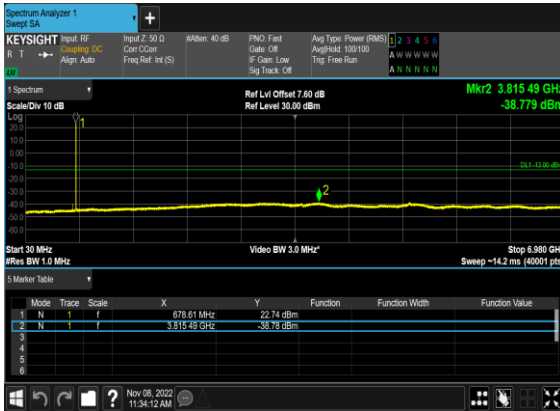 Spectrum Analyzer 1
Swept SA
+
KEYSIGHT Input: RF Input Z: 50 Ω #Atten: 40 dB PNO: Fast Avg Type: Power (RMS) 1 2 3 4 5 6
R T Coupling: DC Corr CCorr Gate: Off Avg|Hold: 100/100 A W W W W W
Align: Auto Freq Ref: Int (S) IF Gain: Low Trig: Free Run
Sig Track: Off A N N N N N
1 Spectrum
Scale/Div 10 dB
Ref Lvl Offset 7.60 dB
Ref Level 30.00 dBm
Mkr2 3.815 49 GHz
-38.779 dBm
Log
20.0
10.0
0.00
-10.0
-20.0
-30.0
-40.0
-50.0
-60.0
1
2
DL1 -13.00 dBm
Start 30 MHz Video BW 3.0 MHz* Stop 6.980 GHz
#Res BW 1.0 MHz Sweep ~14.2 ms (40001 pts)
5 Marker Table
Mode Trace Scale X Y Function Function Width Function Value
1 N 1 f 678.61 MHz 22.74 dBm
2 N 1 f 3.815 49 GHz -38.78 dBm
3
4
5
6
? Nov 08, 2022
11:34:12 AM